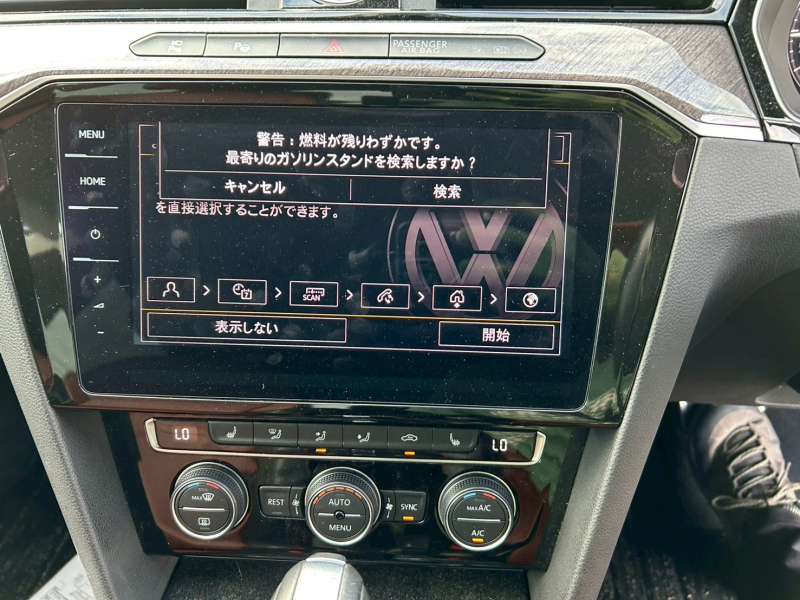 PASSENGER
AIR BAG
MENU
警告：燃料が残りわずかです。
最寄りのガソリンスタンドを検索しますか？
HOME
キャンセル
検索
を直接選択することができます。
+
7
SCAN
-
表示しない
開始
LO
LO
MAX
REST
AUTO
SYNC
MAX A/C
MENU
A/C